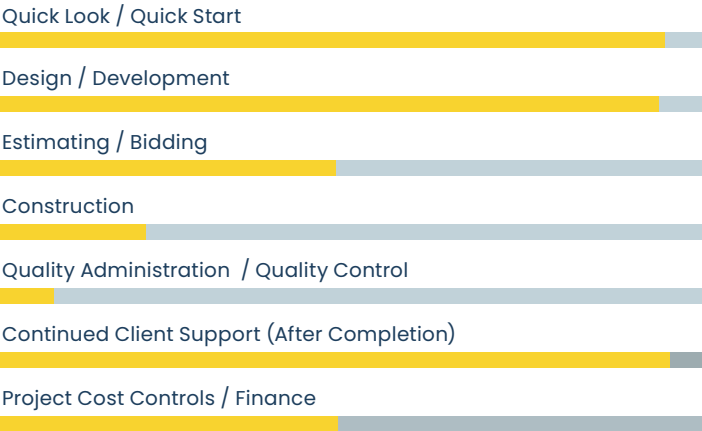 Quick Look / Quick Start
Design / Development
Estimating / Bidding
Construction
Quality Administration  / Quality Control
Continued Client Support (After Completion)
Project Cost Controls / Finance